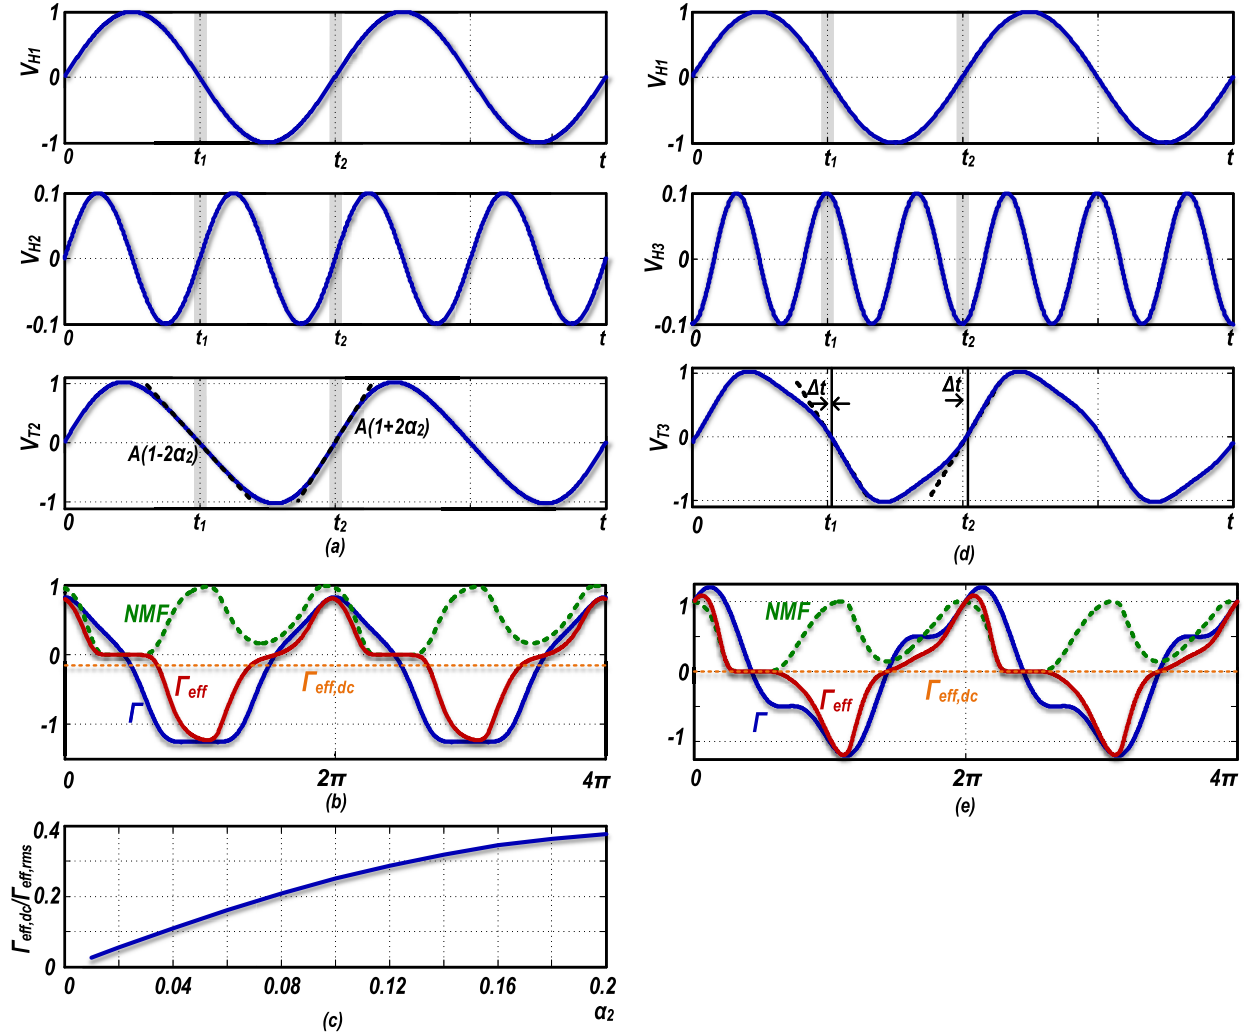 1
V_H1
0
-1
0 t₁ t₂ t
0.1
V_H2
0
-0.1
0 t₁ t₂ t
1
V_T2
0
-1
A(1-2α₂)
A(1+2α₂)
0 t₁ t₂ t
(a)
1
0
-1
NMF
Γ_eff
Γ
Γ_eff,dc
0 2π 4π
(b)
0.4
Γ_eff,dc/Γ_eff,rms
0.2
0
0 0.04 0.08 0.12 0.16 0.2
α₂
(c)
1
V_H1
0
-1
0 t₁ t₂ t
0.1
V_H3
0
-0.1
0 t₁ t₂ t
1
V_T3
0
-1
Δt
Δt
0 t₁ t₂ t
(d)
1
0
-1
NMF
Γ_eff
Γ
Γ_eff,dc
0 2π 4π
(e)